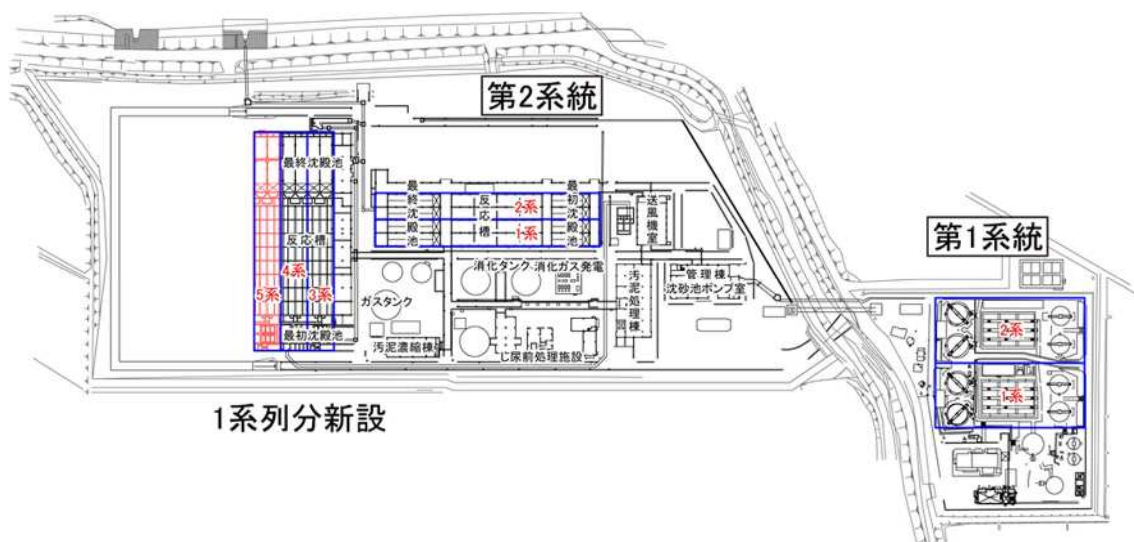 第2系統
最終沈殿池
反応槽
4系
5系
3系
最初沈殿池
最終沈殿池
反応槽
最初沈殿池
2系
1系
送風機室
消化タンク
消化ガス発電
ガスタンク
汚泥処理棟
管理棟
沈砂池ポンプ室
汚泥濃縮棟
し尿前処理施設
第1系統
2系
1系
1系列分新設